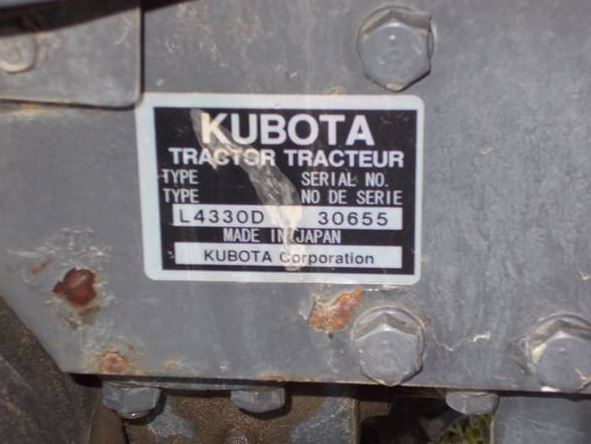 KUBOTA
TRACTOR TRACTEUR
TYPE SERIAL NO.
TYPE NO DE SERIE
L4330D 30655
MADE IN JAPAN
KUBOTA Corporation